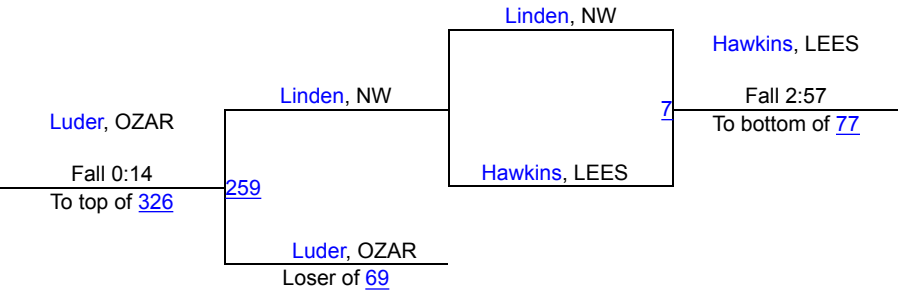 Linden, NW
Hawkins, LEES
Linden, NW
7
Fall 2:57
Luder, OZAR
To bottom of 77
Fall 0:14
Hawkins, LEES
259
To top of 326
Luder, OZAR
Loser of 69